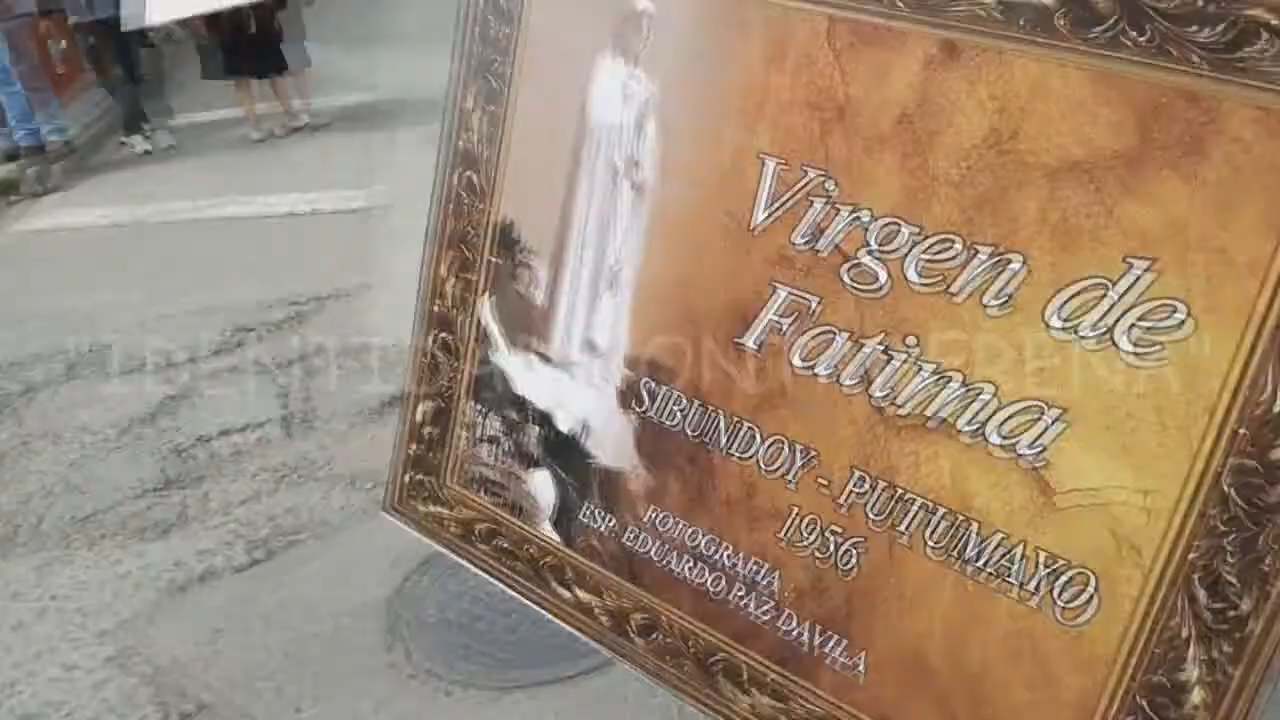 Virgen de
Fatima
SIBUNDOY - PUTUMAYO
1956
FOTOGRAFIA
ESP. EDUARDO PAZ DAVILA